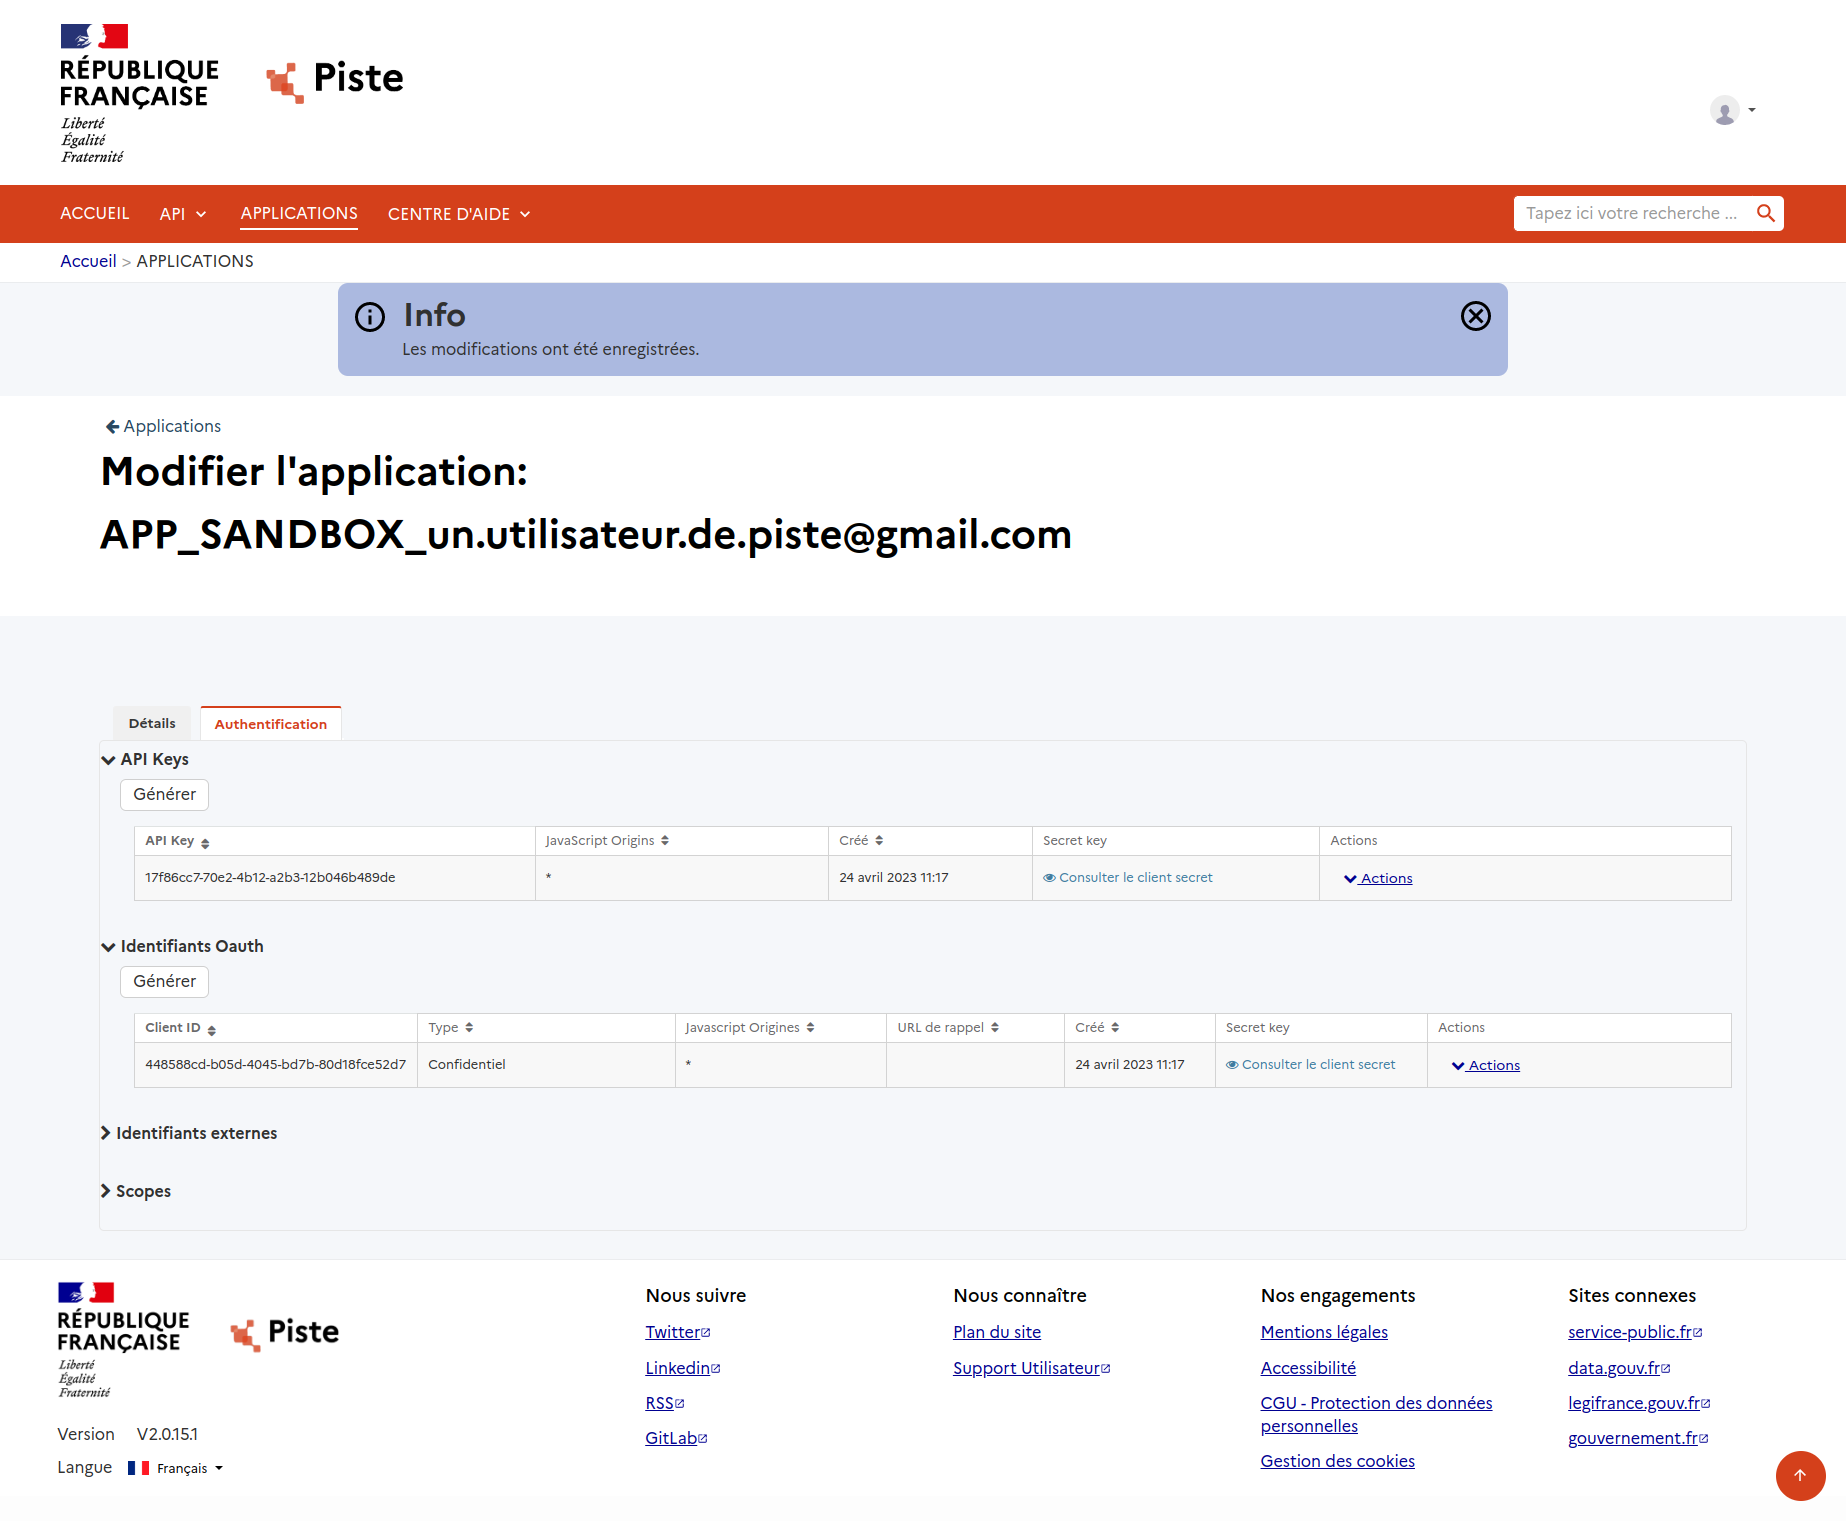 RÉPUBLIQUE
FRANÇAISE
Liberté
Égalité
Fraternité
Piste
ACCUEIL API APPLICATIONS CENTRE D'AIDE Tapez ici votre recherche ...
Accueil > APPLICATIONS
Info
Les modifications ont été enregistrées.
Applications
Modifier l'application:
APP_SANDBOX_un.utilisateur.de.piste@gmail.com
Détails Authentification
API Keys
Générer
API Key JavaScript Origins Créé Secret key Actions
17f86cc7-70e2-4b12-a2b3-12b046b489de * 24 avril 2023 11:17 Consulter le client secret Actions
Identifiants Oauth
Générer
Client ID Type Javascript Origines URL de rappel Créé Secret key Actions
448588cd-b05d-4045-bd7b-80d18fce52d7 Confidentiel * 24 avril 2023 11:17 Consulter le client secret Actions
Identifiants externes
Scopes
RÉPUBLIQUE
FRANÇAISE
Liberté
Égalité
Fraternité
Piste
Version V2.0.15.1
Langue Français
Nous suivre
Twitter
Linkedin
RSS
GitLab
Nous connaître
Plan du site
Support Utilisateur
Nos engagements
Mentions légales
Accessibilité
CGU - Protection des données
personnelles
Gestion des cookies
Sites connexes
service-public.fr
data.gouv.fr
legifrance.gouv.fr
gouvernement.fr